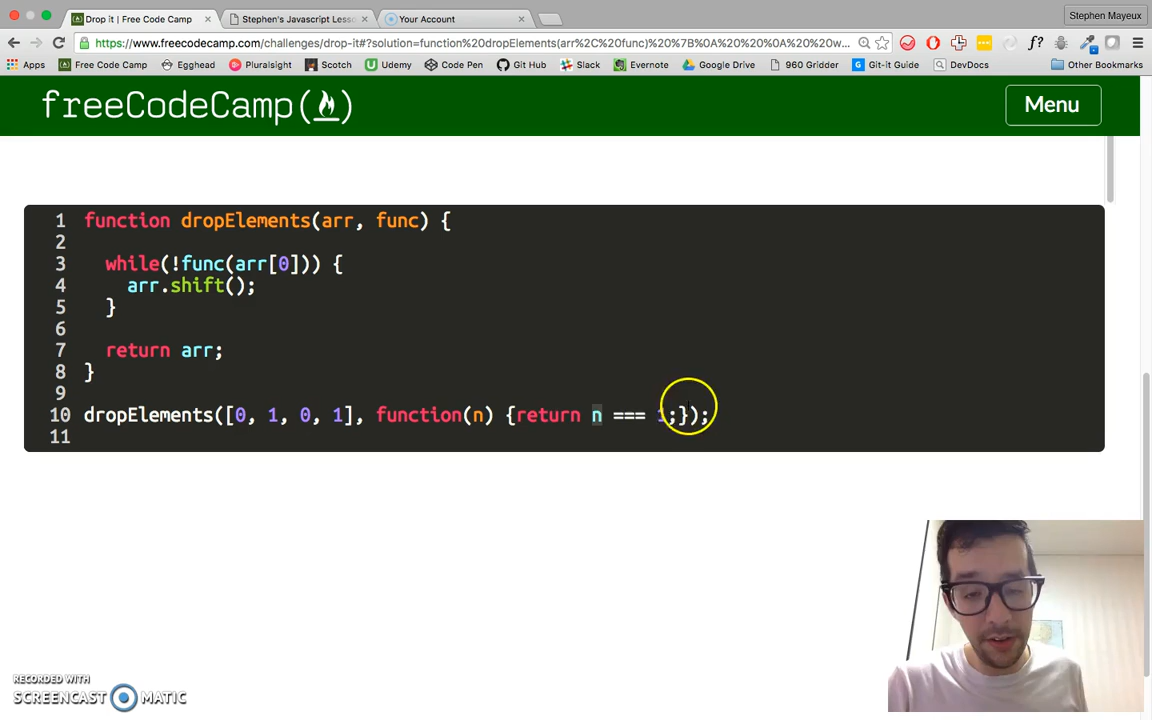 Drop it | Free Code Camp
Stephen's Javascript Lesso
Your Account
Stephen Mayeux
https://www.freecodecamp.com/challenges/drop-it#?solution=function%20dropElements(arr%2C%20func)%20%7B%0A%20%20%0A%20%20w...
Apps
Free Code Camp
Egghead
Pluralsight
Scotch
Udemy
Code Pen
Git Hub
Slack
Evernote
Google Drive
960 Gridder
Git-it Guide
DevDocs
Other Bookmarks
freeCodeCamp
Menu
1 function dropElements(arr, func) {
2
3 while(!func(arr[0])) {
4 arr.shift();
5 }
6
7 return arr;
8 }
9
10 dropElements([0, 1, 0, 1], function(n) {return n === 1;});
11
RECORDED WITH
SCREENCAST MATIC